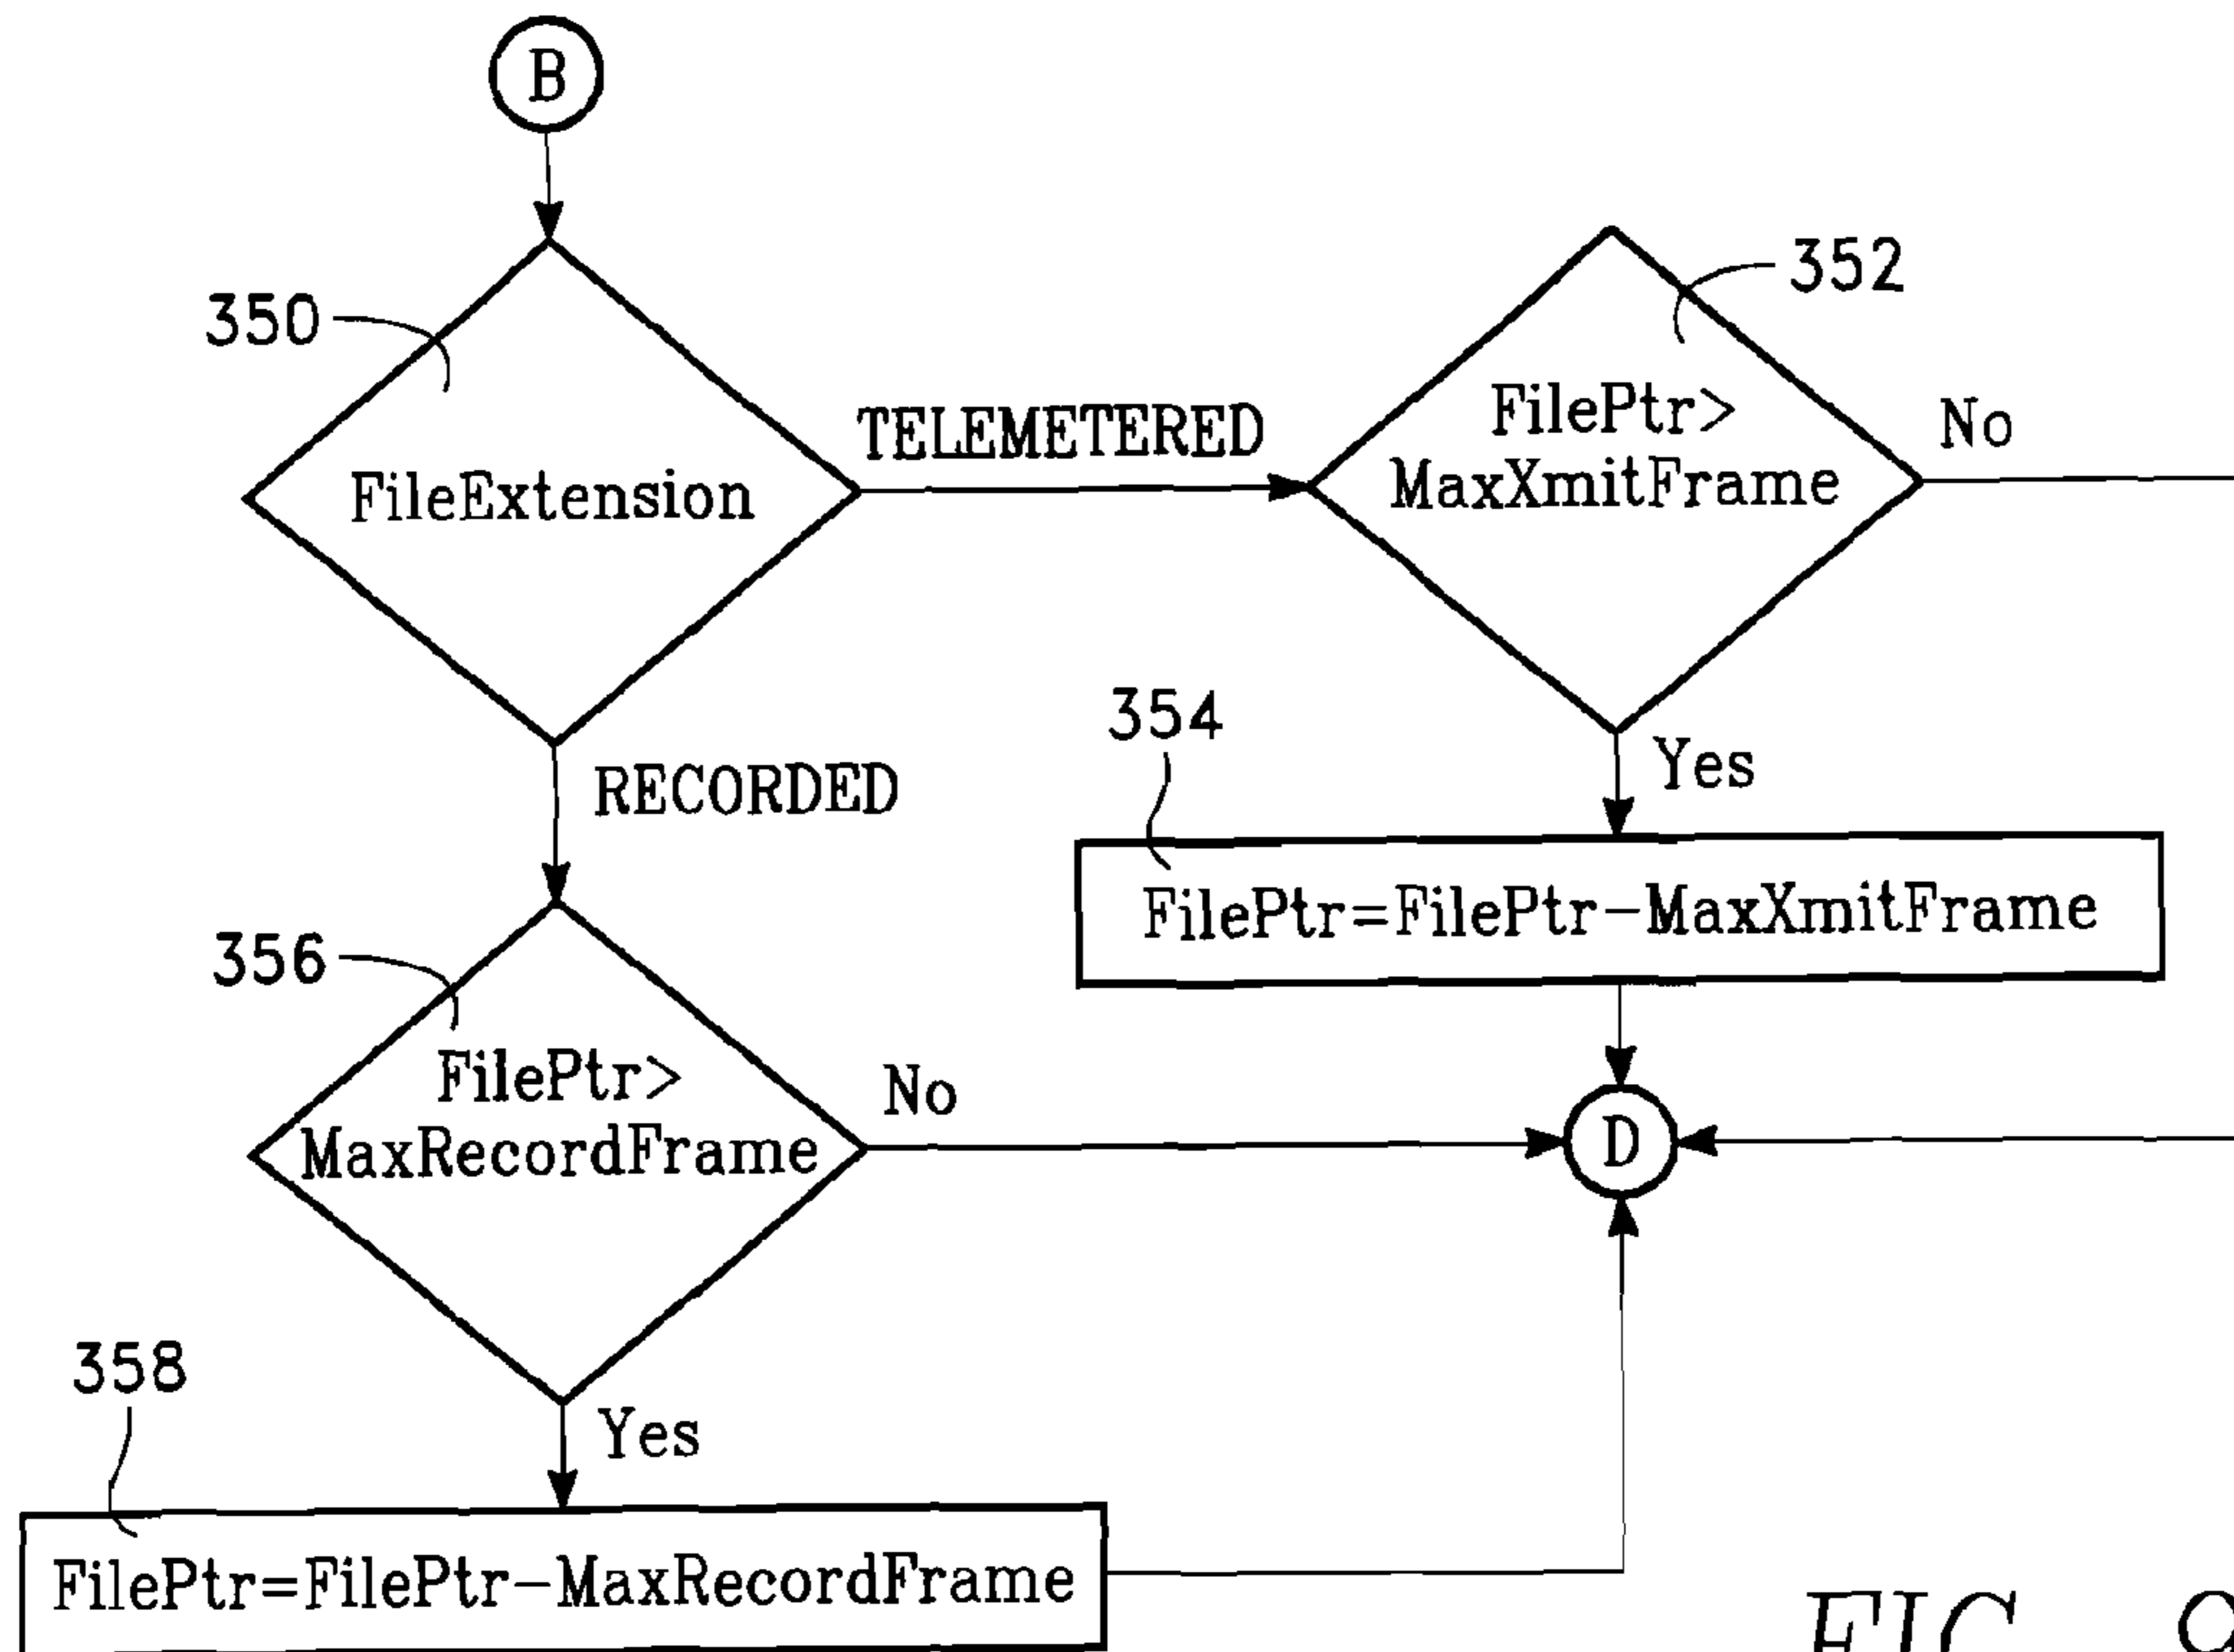 B
350
FileExtension
TELEMETERED
352
FilePtr>
MaxXmitFrame
No
Yes
354
FilePtr=FilePtr-MaxXmitFrame
RECORDED
356
FilePtr>
MaxRecordFrame
No
D
Yes
358
FilePtr=FilePtr-MaxRecordFrame
FIG